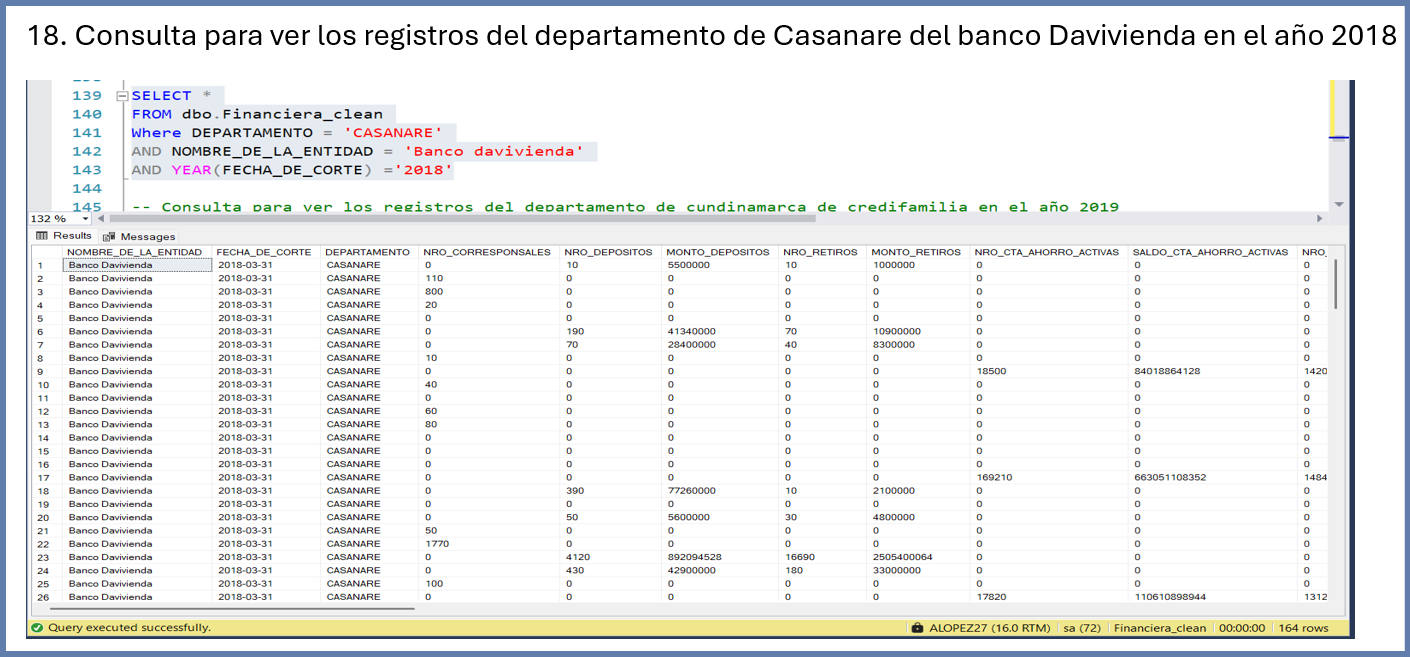 18. Consulta para ver los registros del departamento de Casanare del banco Davivienda en el año 2018
139 SELECT *
140 FROM dbo.Financiera_clean
141 Where DEPARTAMENTO = 'CASANARE'
142 AND NOMBRE_DE_LA_ENTIDAD = 'Banco davivienda'
143 AND YEAR(FECHA_DE_CORTE) ='2018'
144
145 -- Consulta para ver los registros del departamento de cundinamarca de credifamilia en el año 2019
132 %
Results Messages
NOMBRE_DE_LA_ENTIDAD FECHA_DE_CORTE DEPARTAMENTO NRO_CORRESPONSALES NRO_DEPOSITOS MONTO_DEPOSITOS NRO_RETIROS MONTO_RETIROS NRO_CTA_AHORRO_ACTIVAS SALDO_CTA_AHORRO_ACTIVAS NRO_
1 Banco Davivienda 2018-03-31 CASANARE 0 10 5500000 10 1000000 0 0 0
2 Banco Davivienda 2018-03-31 CASANARE 110 0 0 0 0 0 0 0
3 Banco Davivienda 2018-03-31 CASANARE 800 0 0 0 0 0 0 0
4 Banco Davivienda 2018-03-31 CASANARE 20 0 0 0 0 0 0 0
5 Banco Davivienda 2018-03-31 CASANARE 0 0 0 0 0 0 0 0
6 Banco Davivienda 2018-03-31 CASANARE 0 190 41340000 70 10900000 0 0 0
7 Banco Davivienda 2018-03-31 CASANARE 0 70 28400000 40 8300000 0 0 0
8 Banco Davivienda 2018-03-31 CASANARE 10 0 0 0 0 0 0 0
9 Banco Davivienda 2018-03-31 CASANARE 0 0 0 0 0 18500 84018864128 1420
10 Banco Davivienda 2018-03-31 CASANARE 40 0 0 0 0 0 0 0
11 Banco Davivienda 2018-03-31 CASANARE 0 0 0 0 0 0 0 0
12 Banco Davivienda 2018-03-31 CASANARE 60 0 0 0 0 0 0 0
13 Banco Davivienda 2018-03-31 CASANARE 80 0 0 0 0 0 0 0
14 Banco Davivienda 2018-03-31 CASANARE 0 0 0 0 0 0 0 0
15 Banco Davivienda 2018-03-31 CASANARE 0 0 0 0 0 0 0 0
16 Banco Davivienda 2018-03-31 CASANARE 0 0 0 0 0 0 0 0
17 Banco Davivienda 2018-03-31 CASANARE 0 0 0 0 0 169210 663051108352 1484
18 Banco Davivienda 2018-03-31 CASANARE 0 390 77260000 10 2100000 0 0 0
19 Banco Davivienda 2018-03-31 CASANARE 0 0 0 0 0 0 0 0
20 Banco Davivienda 2018-03-31 CASANARE 0 50 5600000 30 4800000 0 0 0
21 Banco Davivienda 2018-03-31 CASANARE 50 0 0 0 0 0 0 0
22 Banco Davivienda 2018-03-31 CASANARE 1770 0 0 0 0 0 0 0
23 Banco Davivienda 2018-03-31 CASANARE 0 4120 892094528 16690 2505400064 0 0 0
24 Banco Davivienda 2018-03-31 CASANARE 0 430 42900000 180 33000000 0 0 0
25 Banco Davivienda 2018-03-31 CASANARE 100 0 0 0 0 0 0 0
26 Banco Davivienda 2018-03-31 CASANARE 0 0 0 0 0 17820 110610898944 1312
Query executed successfully. ALOPEZ27 (16.0 RTM) sa (72) Financiera_clean 00:00:00 164 rows